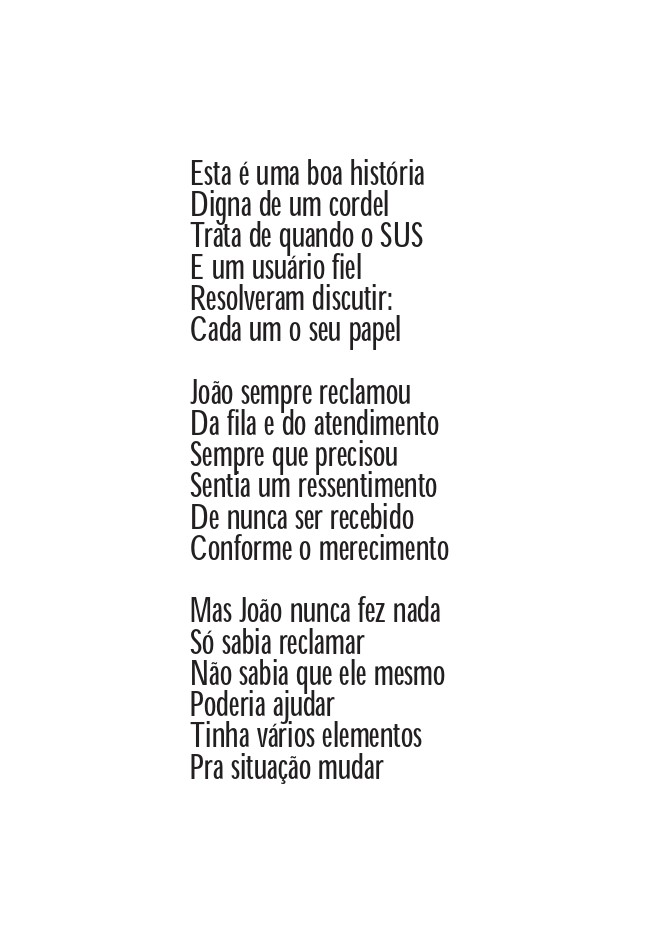 Esta é uma boa história
Digna de um cordel
Trata de quando o SUS
E um usuário fiel
Resolveram discutir:
Cada um o seu papel
João sempre reclamou
Da fila e do atendimento
Sempre que precisou
Sentia um ressentimento
De nunca ser recebido
Conforme o merecimento
Mas João nunca fez nada
Só sabia reclamar
Não sabia que ele mesmo
Poderia ajudar
Tinha vários elementos
Pra situação mudar